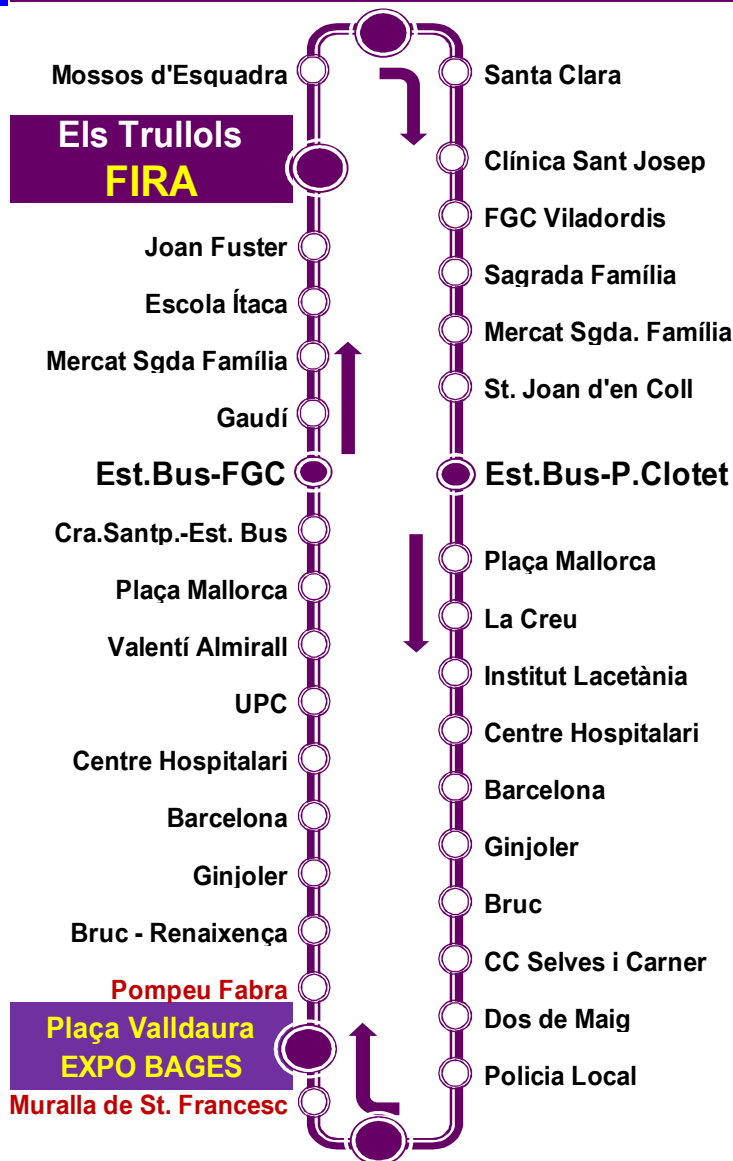 Mossos d'Esquadra
Els Trullols
FIRA
Joan Fuster
Escola Ítaca
Mercat Sgda Família
Gaudí
Est.Bus-FGC
Cra.Santp.-Est. Bus
Plaça Mallorca
Valentí Almirall
UPC
Centre Hospitalari
Barcelona
Ginjoler
Bruc - Renaixença
Pompeu Fabra
Plaça Valldaura
EXPO BAGES
Muralla de St. Francesc
Santa Clara
Clínica Sant Josep
FGC Viladordis
Sagrada Família
Mercat Sgda. Família
St. Joan d'en Coll
Est.Bus-P.Clotet
Plaça Mallorca
La Creu
Institut Lacetània
Centre Hospitalari
Barcelona
Ginjoler
Bruc
CC Selves i Carner
Dos de Maig
Policia Local